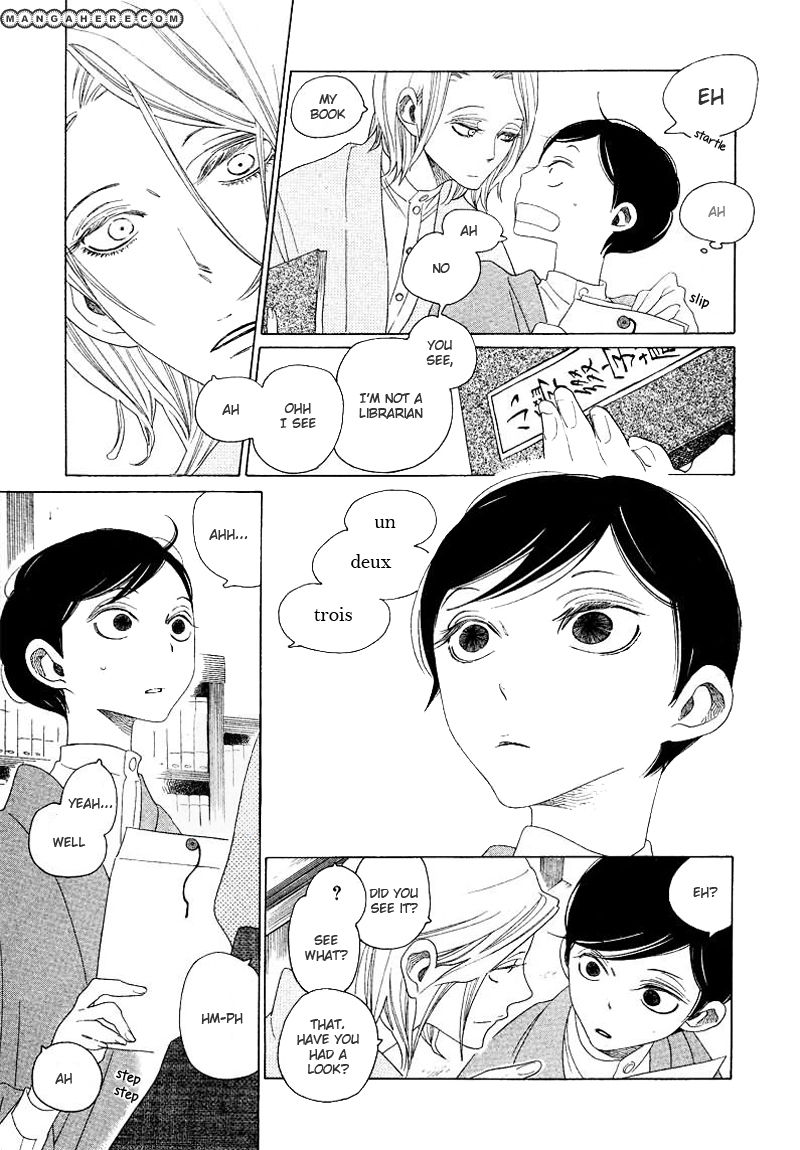 MANGAHERE.COM
EH
startle
AH
slip
MY
BOOK
AH
NO
YOU
SEE,
I'M NOT A
LIBRARIAN
OHH
I SEE
AH
un
deux
trois
AHH...
YEAH...
WELL
HM-PH
AH
step
step
EH?
DID YOU
SEE IT?
?
SEE
WHAT?
THAT.
HAVE YOU
HAD A
LOOK?